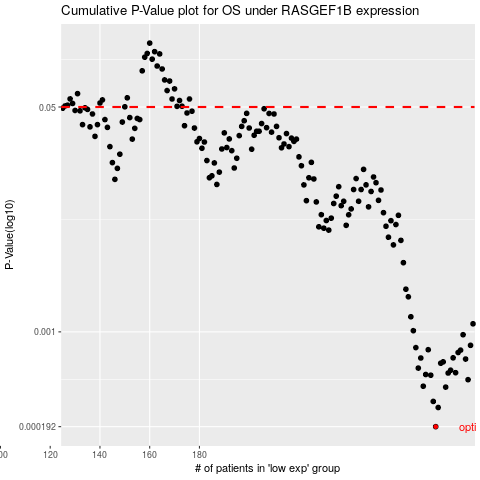 Cumulative P-Value plot for OS under RASGEF1B expression
0.05
0.001
0.000192
P-Value(log10)
opti
00 120 140 160 180
# of patients in 'low exp' group